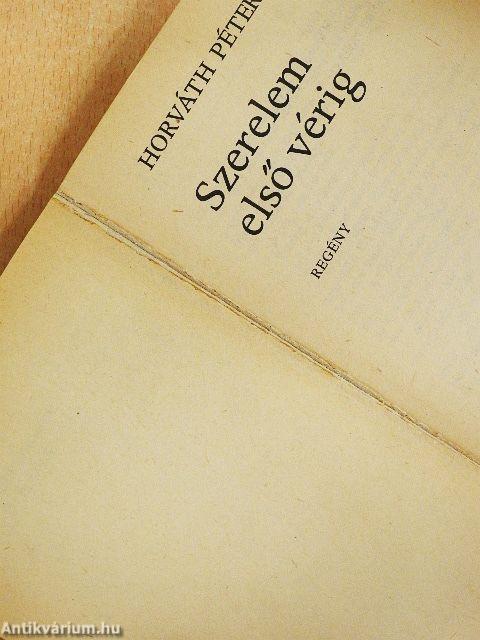 HORVÁTH PÉTER
Szerelem
első vérig
REGÉNY
Antikvárium.hu